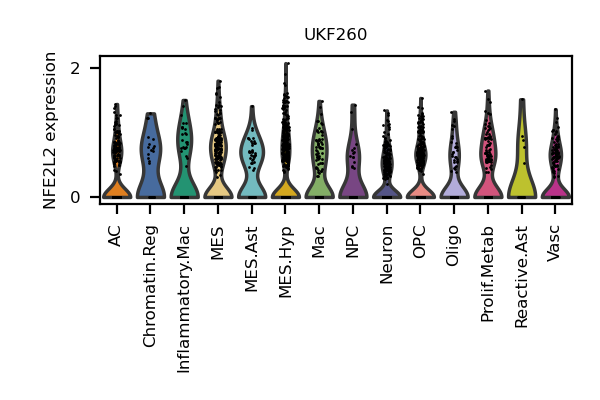 UKF260
NFE2L2 expression
2
0
AC
Chromatin.Reg
Inflammatory.Mac
MES
MES.Ast
MES.Hyp
Mac
NPC
Neuron
OPC
Oligo
Prolif.Metab
Reactive.Ast
Vasc